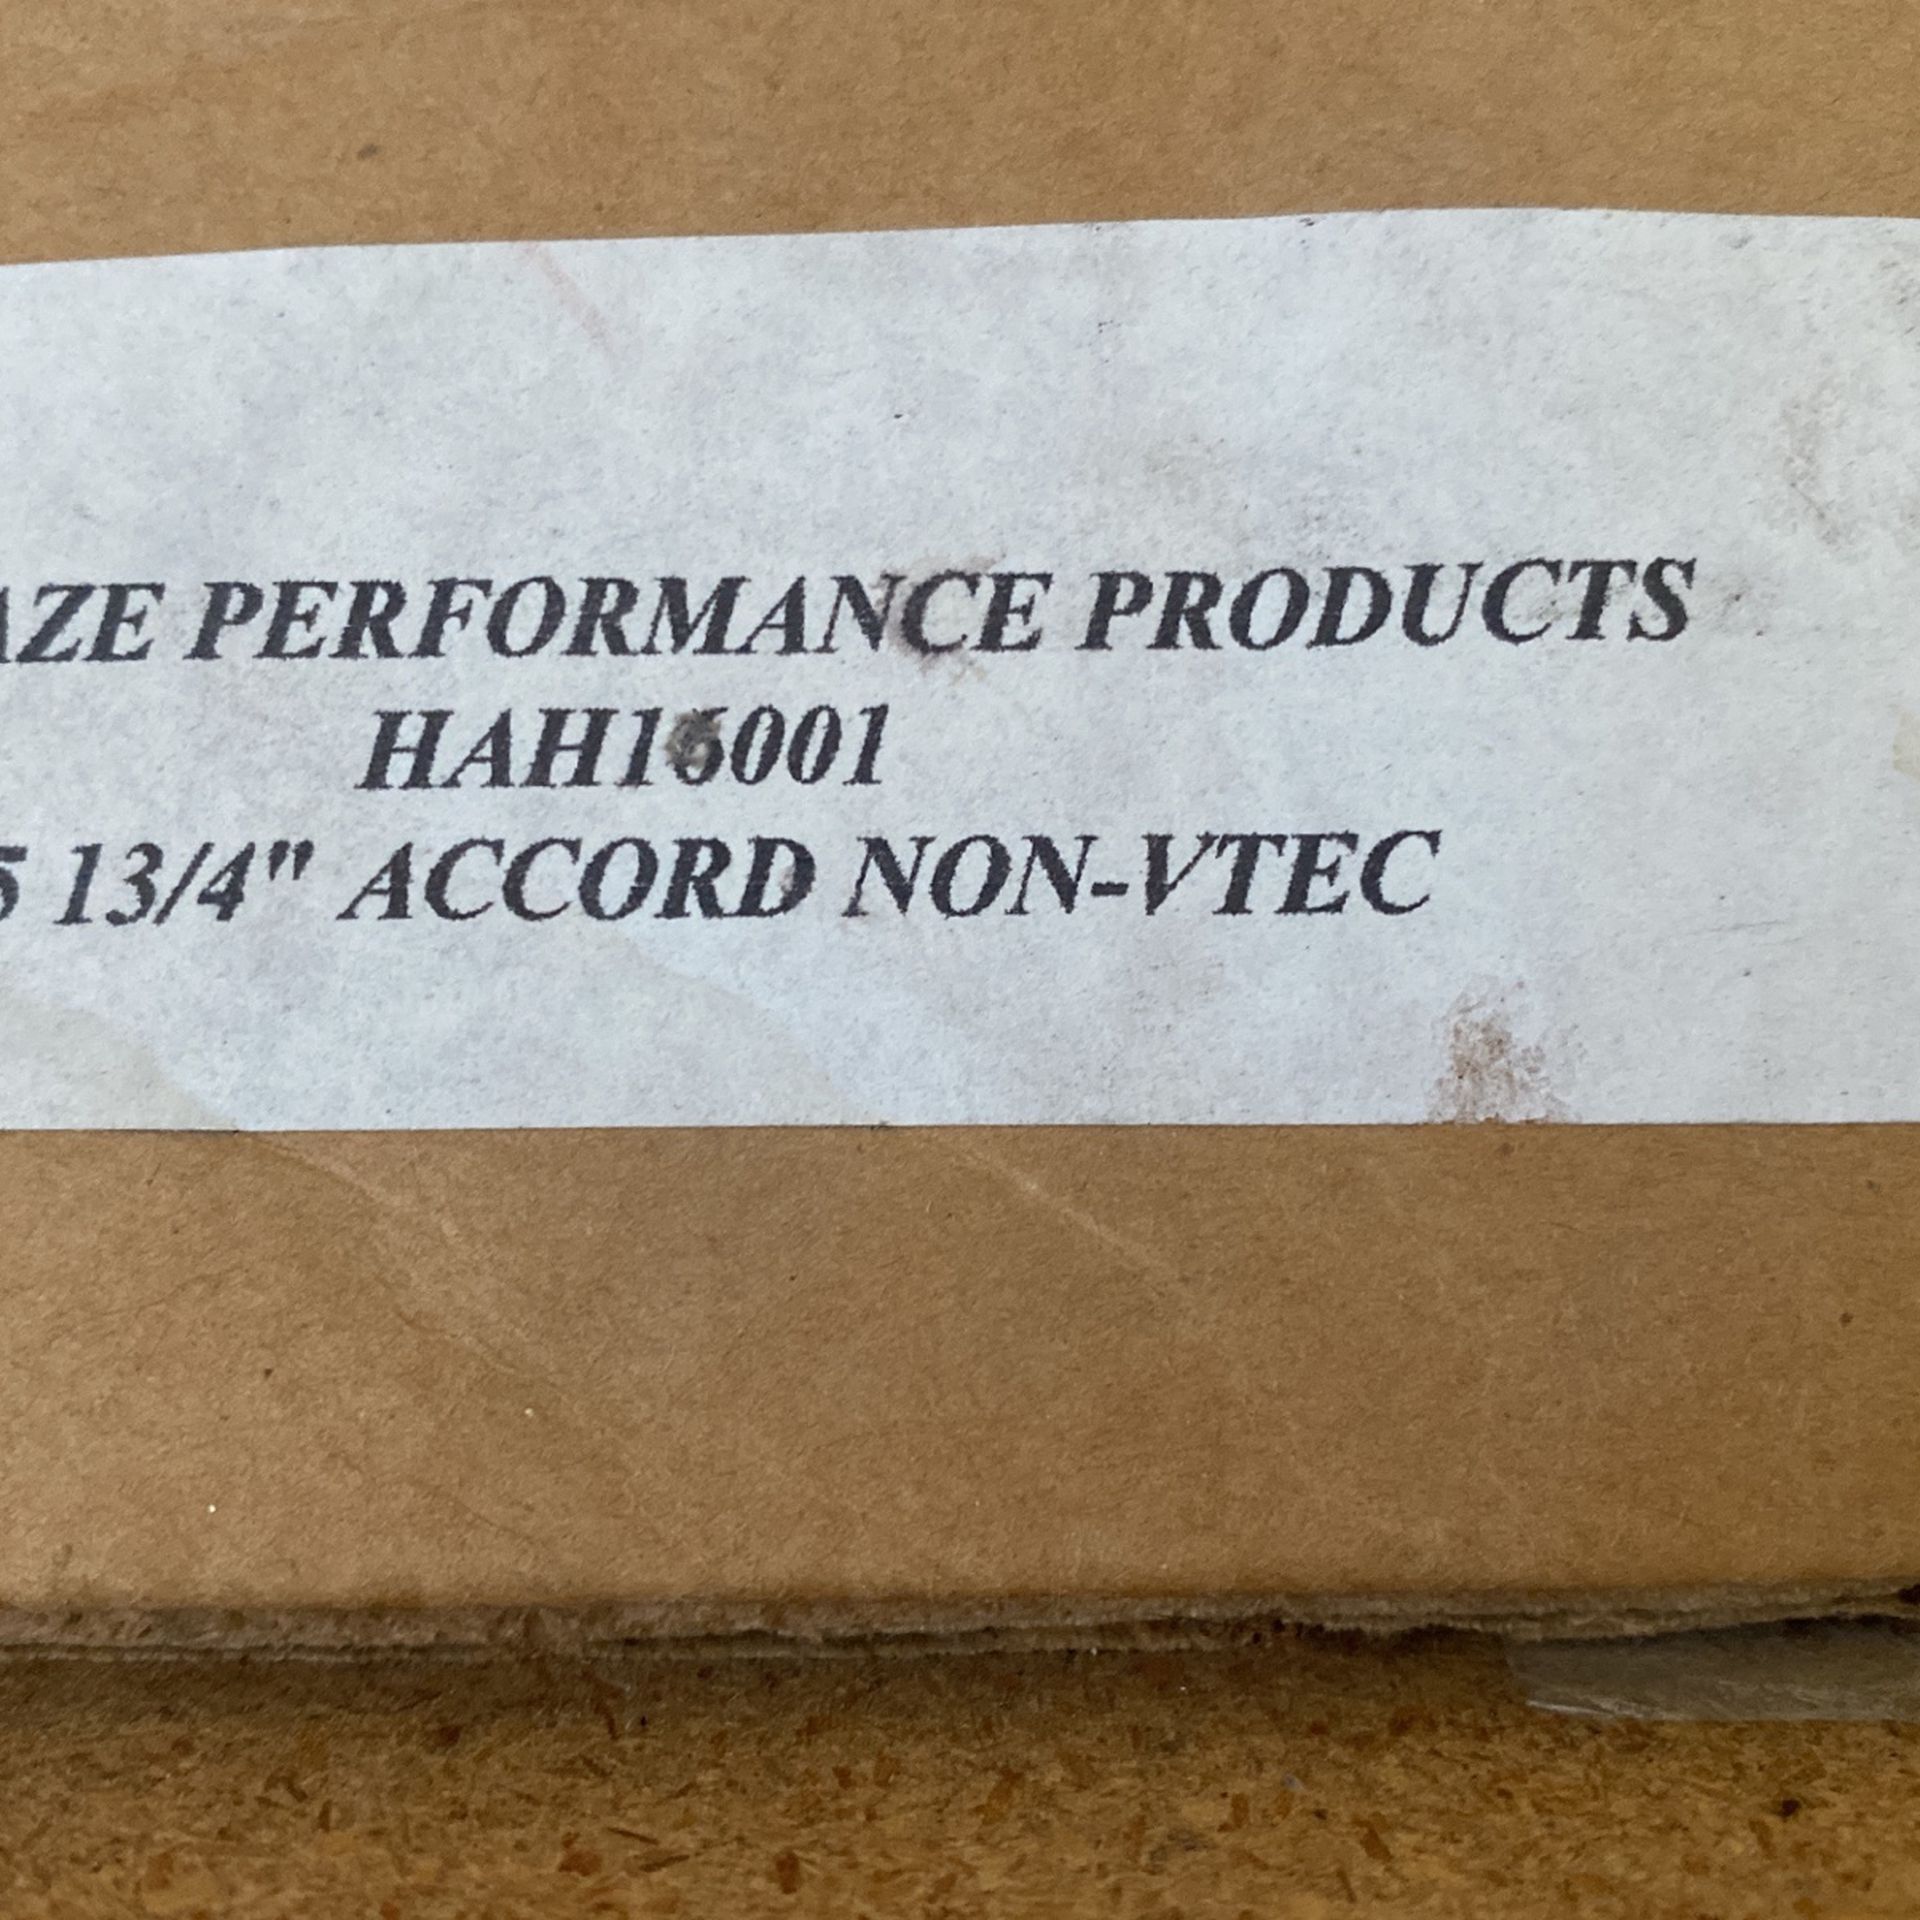 AZE PERFORMANCE PRODUCTS
HAH16001
5 13/4" ACCORD NON-VTEC